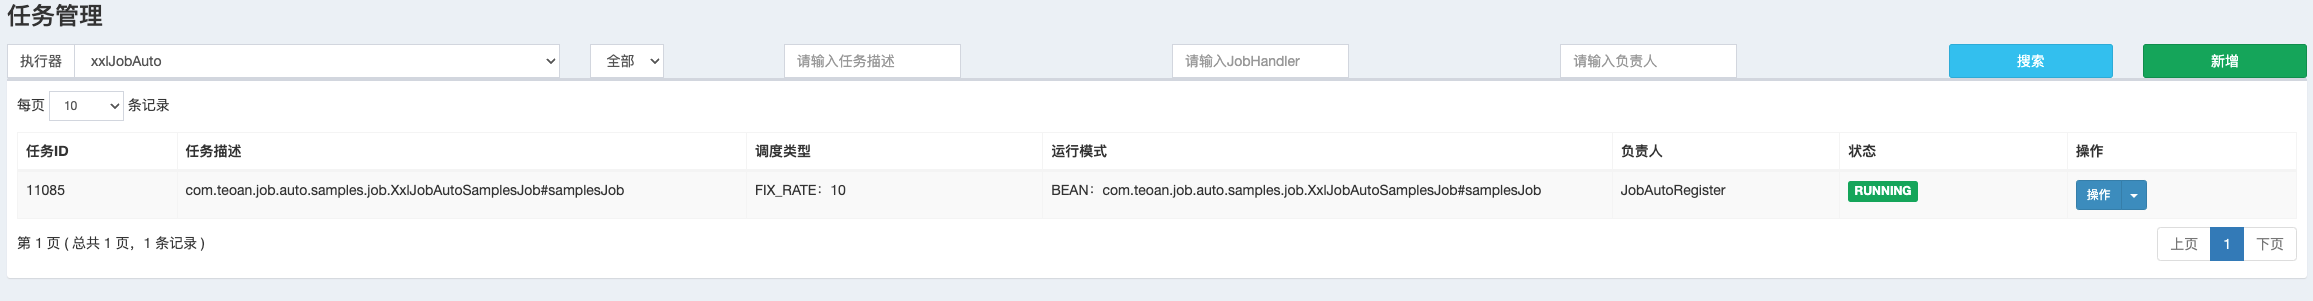 任务管理
执行器 xxlJobAuto 全部 请输入任务描述 请输入JobHandler 请输入负责人 搜索 新增
每页 10 条记录
任务ID 任务描述 调度类型 运行模式 负责人 状态 操作
11085 com.teoan.job.auto.samples.job.XxlJobAutoSamplesJob#samplesJob FIX_RATE：10 BEAN：com.teoan.job.auto.samples.job.XxlJobAutoSamplesJob#samplesJob JobAutoRegister RUNNING 操作
第 1 页 ( 总共 1 页，1 条记录 ) 上页 1 下页